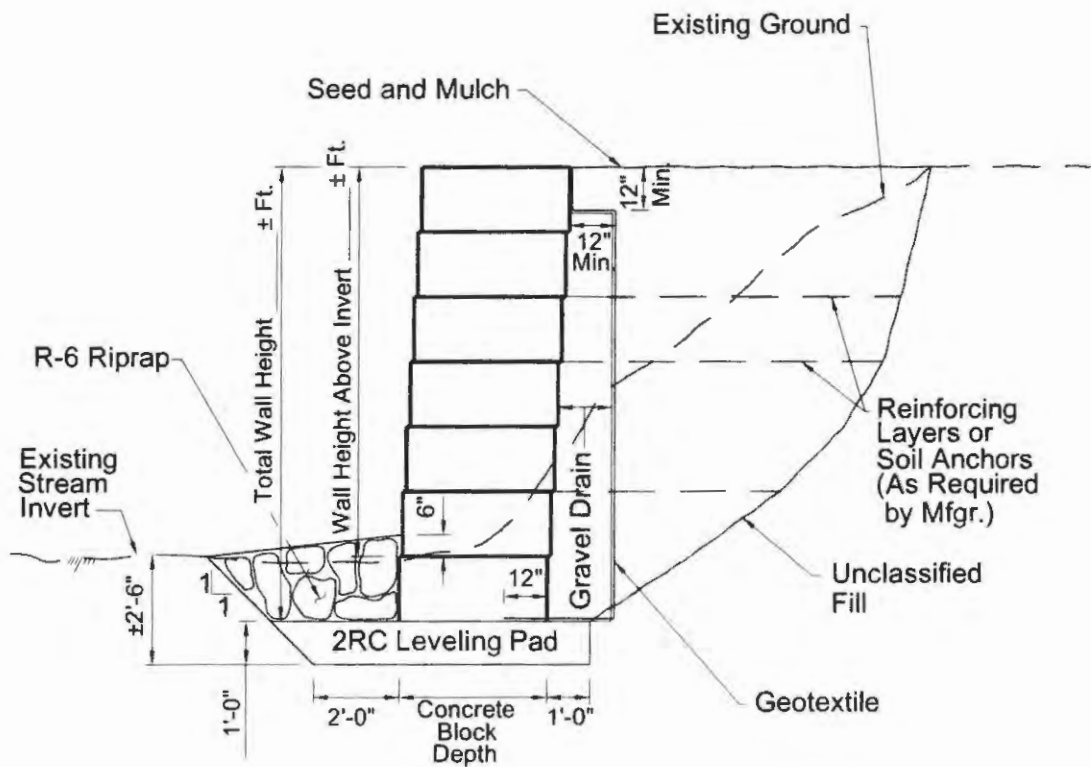 Existing Ground
Seed and Mulch
± Ft.
± Ft.
12"
Min.
12"
Min.
Total Wall Height
Wall Height Above Invert
R-6 Riprap
Existing
Stream
Invert
Reinforcing
Layers or
Soil Anchors
(As Required
by Mfgr.)
6"
Gravel Drain
12"
1
1
±2'-6"
Unclassified
Fill
2RC Leveling Pad
1'-0"
2'-0"
Concrete
Block
Depth
1'-0"
Geotextile